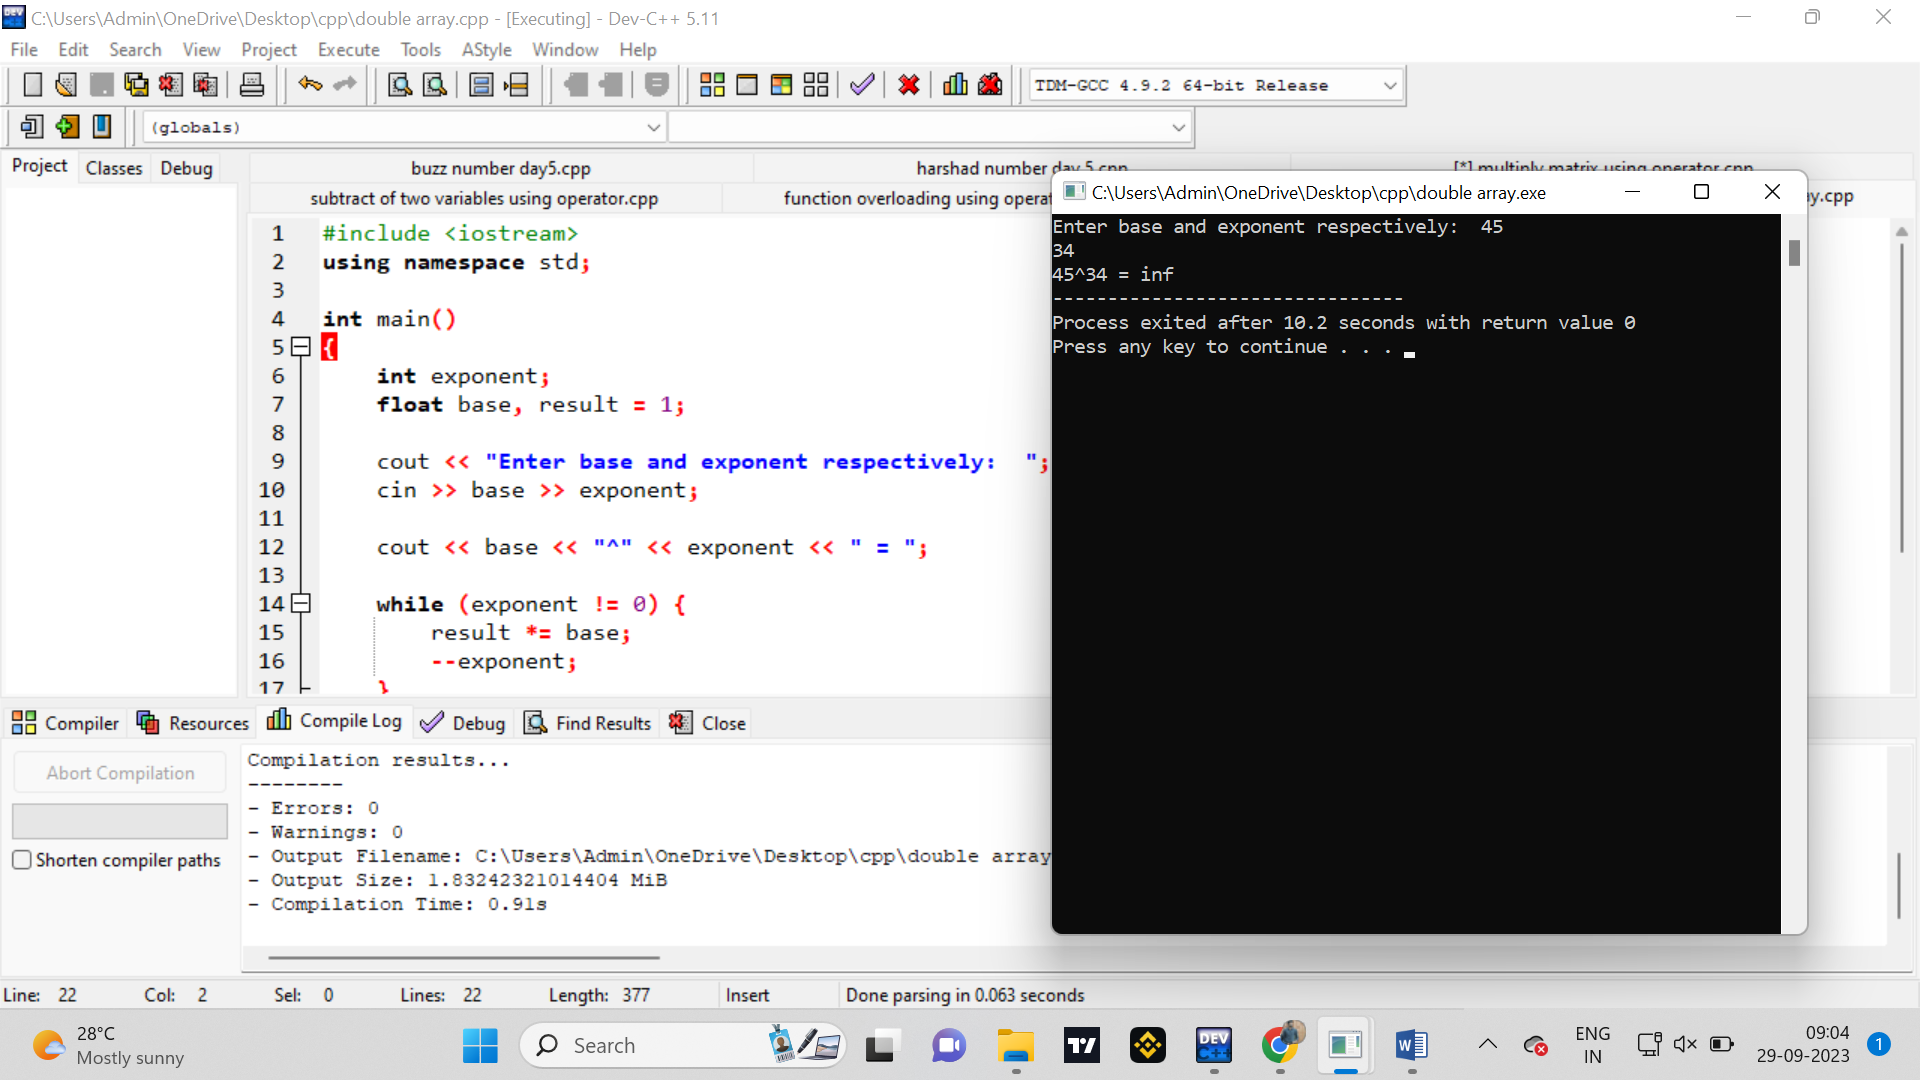 C:\Users\Admin\OneDrive\Desktop\cpp\double array.cpp - [Executing] - Dev-C++ 5.11
File Edit Search View Project Execute Tools AStyle Window Help
TDM-GCC 4.9.2 64-bit Release
(globals)
Project Classes Debug
buzz number day5.cpp harshad number day 5.cpp [*] multiply matrix using operator.cpp
subtract of two variables using operator.cpp function overloading using
1 #include <iostream>
2 using namespace std;
3
4 int main()
5 {
6 int exponent;
7 float base, result = 1;
8
9 cout << "Enter base and exponent respectively:  ";
10 cin >> base >> exponent;
11
12 cout << base << "^" << exponent << " = ";
13
14 while (exponent != 0) {
15 result *= base;
16 --exponent;
17 }
C:\Users\Admin\OneDrive\Desktop\cpp\double array.exe
Enter base and exponent respectively:  45
34
45^34 = inf
--------------------------------
Process exited after 10.2 seconds with return value 0
Press any key to continue . . .
Compiler Resources Compile Log Debug Find Results Close
Abort Compilation
Shorten compiler paths
Compilation results...
--------
- Errors: 0
- Warnings: 0
- Output Filename: C:\Users\Admin\OneDrive\Desktop\cpp\double array
- Output Size: 1.83242321014404 MiB
- Compilation Time: 0.91s
Line: 22 Col: 2 Sel: 0 Lines: 22 Length: 377 Insert Done parsing in 0.063 seconds
28°C
Mostly sunny
Search
DEV
C++
W
ENG
IN
09:04
29-09-2023
1